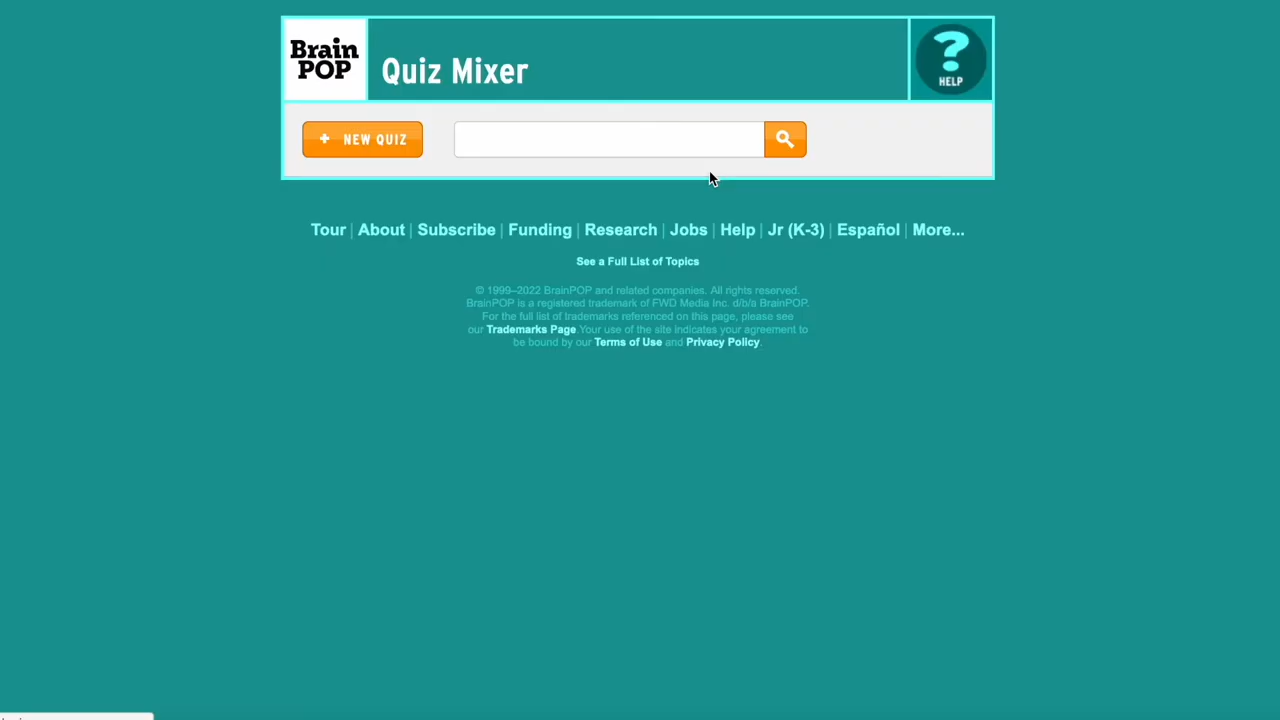 Brain
POP
Quiz Mixer
?
HELP
+ NEW QUIZ
Tour | About | Subscribe | Funding | Research | Jobs | Help | Jr (K-3) | Español | More...
See a Full List of Topics
© 1999–2022 BrainPOP and related companies. All rights reserved.
BrainPOP is a registered trademark of FWD Media Inc. d/b/a BrainPOP.
For the full list of trademarks referenced on this page, please see
our Trademarks Page.Your use of the site indicates your agreement to
be bound by our Terms of Use and Privacy Policy.